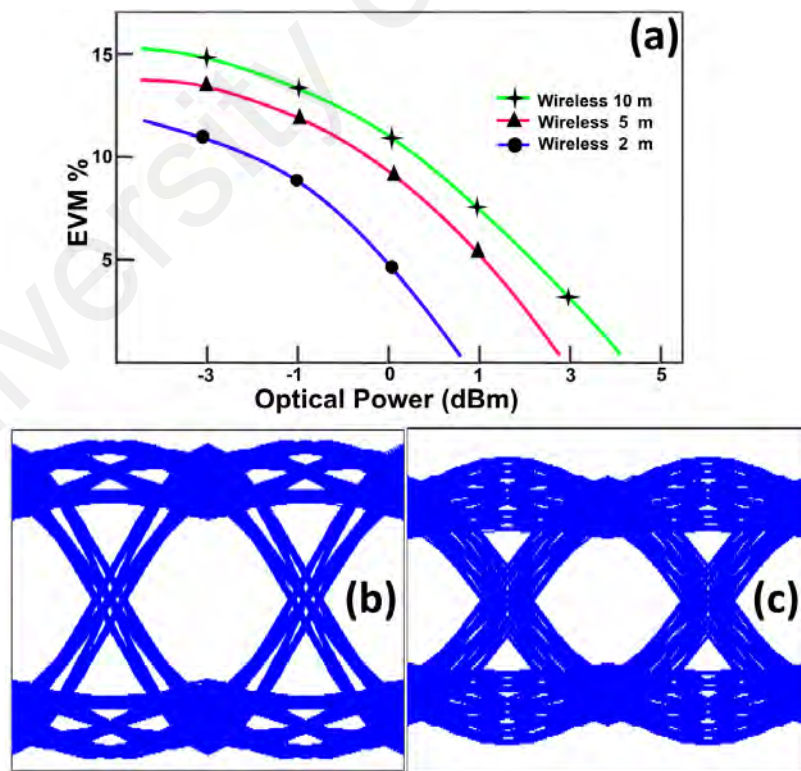 (a)
15
10
5
EVM %
Wireless 10 m
Wireless 5 m
Wireless 2 m
-3 -1 0 1 3 5
Optical Power (dBm)
(b)
(c)